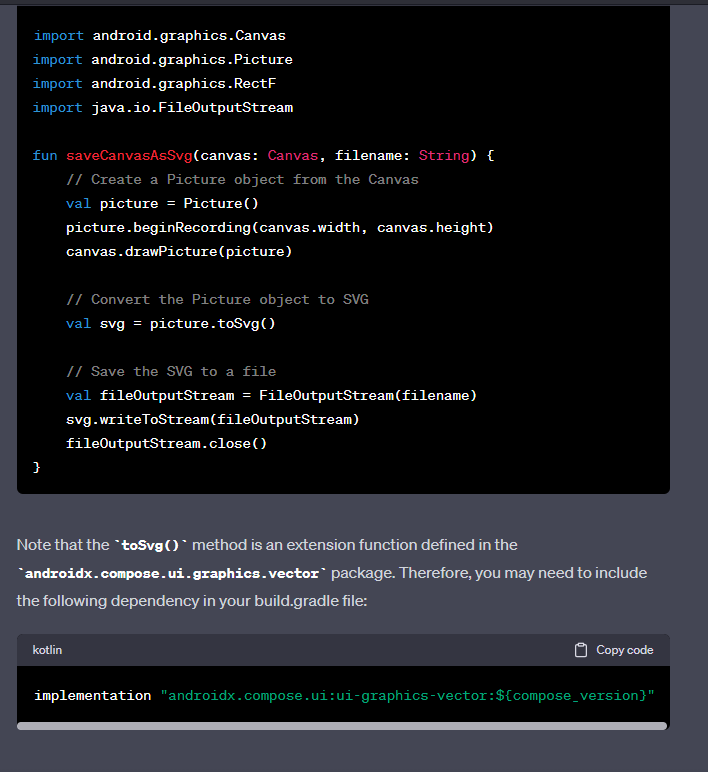 import android.graphics.Canvas
import android.graphics.Picture
import android.graphics.RectF
import java.io.FileOutputStream
fun saveCanvasAsSvg(canvas: Canvas, filename: String) {
// Create a Picture object from the Canvas
val picture = Picture()
picture.beginRecording(canvas.width, canvas.height)
canvas.drawPicture(picture)
// Convert the Picture object to SVG
val svg = picture.toSvg()
// Save the SVG to a file
val fileOutputStream = FileOutputStream(filename)
svg.writeToStream(fileOutputStream)
fileOutputStream.close()
}
Note that the `toSvg()` method is an extension function defined in the
`androidx.compose.ui.graphics.vector` package. Therefore, you may need to include
the following dependency in your build.gradle file:
kotlin Copy code
implementation "androidx.compose.ui:ui-graphics-vector:${compose_version}"